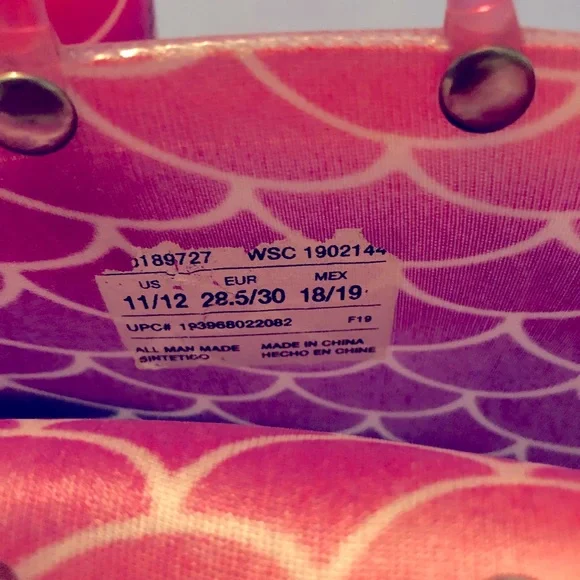 0189727 WSC 1902144
US EUR MEX
11/12 28.5/30 18/19
UPC# 193968022082 F19
ALL MAN MADE MADE IN CHINA
SINTETICO HECHO EN CHINE